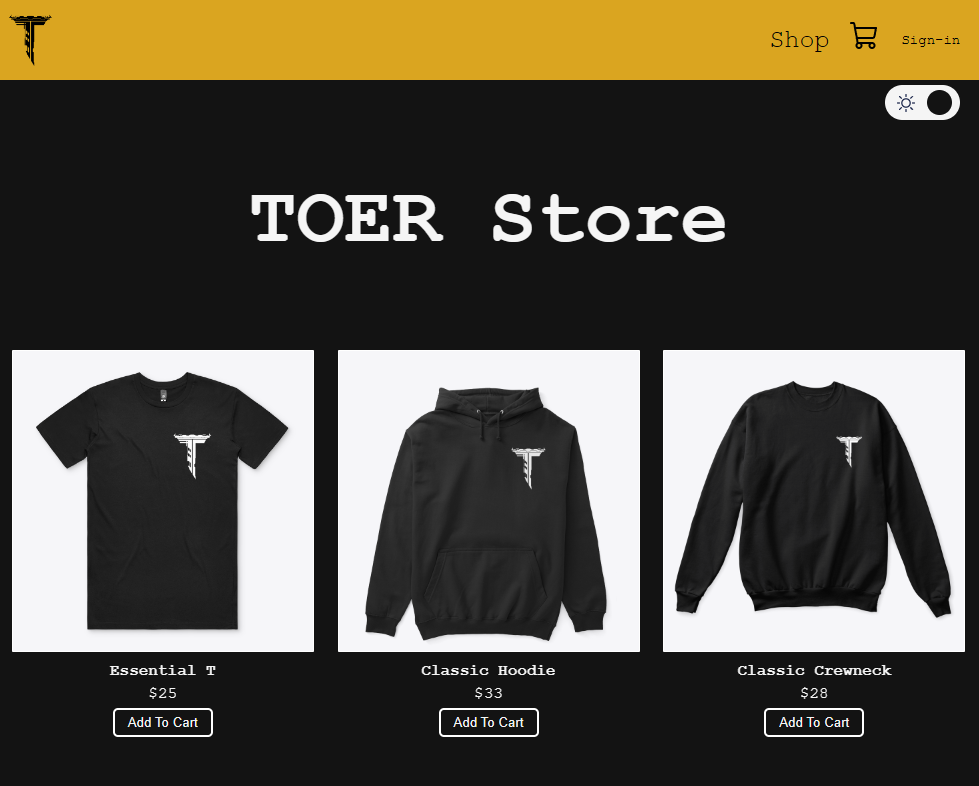 Shop Sign-in
TOER Store
Essential T
$25
Add To Cart
Classic Hoodie
$33
Add To Cart
Classic Crewneck
$28
Add To Cart